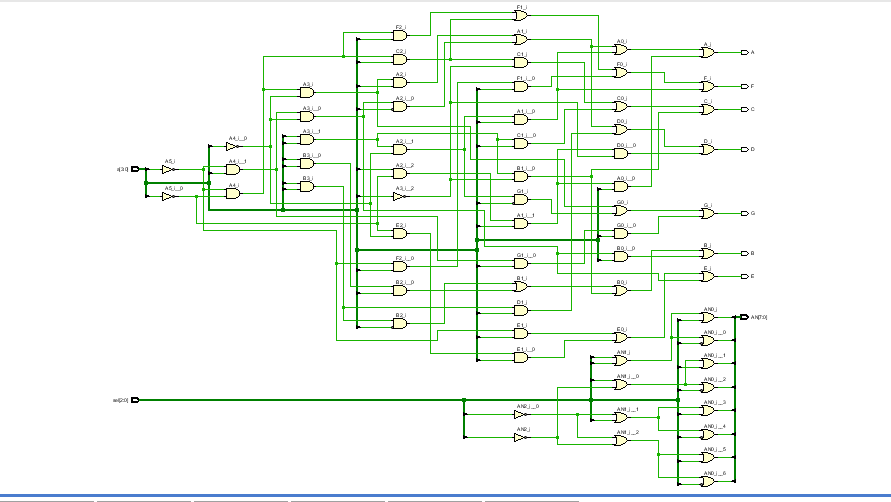 F1_i
F2_i
A1_i
A0_i
A_i
A
C2_i
C1_i
F0_i
A2_i
F1_i__0
F_i
F
A3_i
A2_i__0
C0_i
C_i
C
A3_i__0
A1_i__0
D0_i
A3_i__1
C1_i__0
D_i
D
A4_i__0
A2_i__1
D0_i__0
B3_i__0
A5_i
A4_i__1
A2_i__2
B1_i__0
A0_i__0
B3_i
A4_i
A3_i__2
A5_i__0
G1_i
G0_i
G_i
G
A1_i__1
E2_i
G0_i__0
B0_i__0
B_i
B
F2_i__0
G1_i__0
E_i
E
B2_i__0
B1_i
B0_i
D1_i
B2_i
AN0_i
AN[7:0]
E1_i
E0_i
AN0_i__0
E1_i__0
AN1_i
AN0_i__1
AN1_i__0
AN0_i__2
sel[2:0]
AN2_i__0
AN1_i__1
AN0_i__3
AN2_i
AN1_i__2
AN0_i__4
AN0_i__5
AN0_i__6